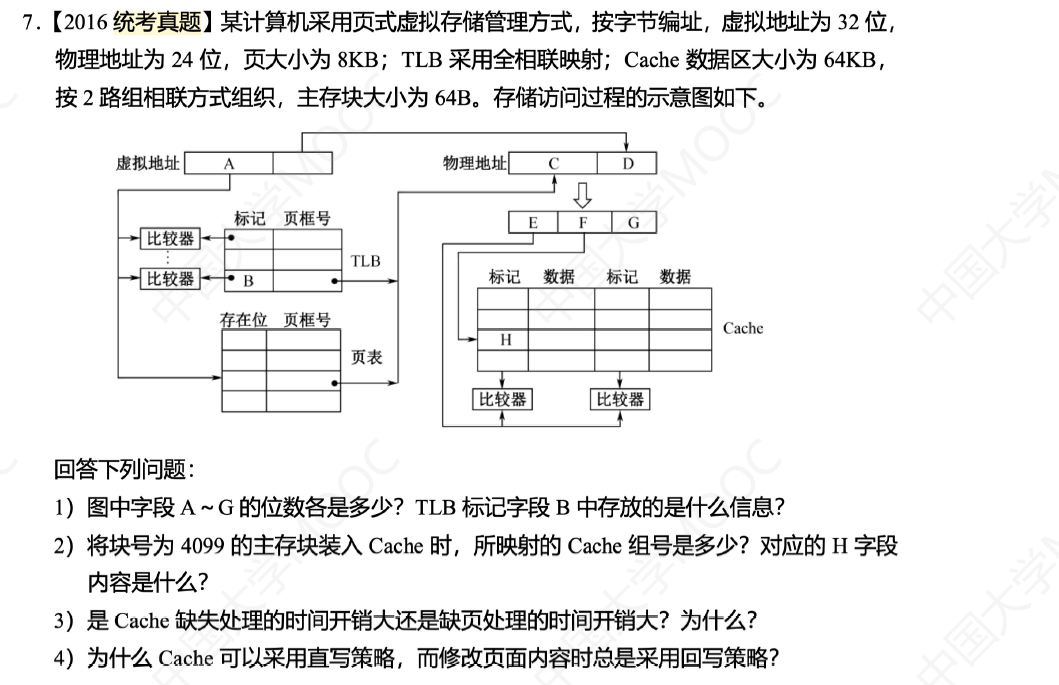 7.【2016 统考真题】某计算机采用页式虚拟存储管理方式，按字节编址，虚拟地址为 32 位，
物理地址为 24 位，页大小为 8KB；TLB 采用全相联映射；Cache 数据区大小为 64KB，
按 2 路组相联方式组织，主存块大小为 64B。存储访问过程的示意图如下。
虚拟地址 A 物理地址 C D
E F G
标记 页框号
比较器
比较器 B
TLB
标记 数据 标记 数据
H
Cache
存在位 页框号
页表
比较器 比较器
回答下列问题：
1）图中字段 A ~ G 的位数各是多少？TLB 标记字段 B 中存放的是什么信息？
2）将块号为 4099 的主存块装入 Cache 时，所映射的 Cache 组号是多少？对应的 H 字段
内容是什么？
3）是 Cache 缺失处理的时间开销大还是缺页处理的时间开销大？为什么？
4）为什么 Cache 可以采用直写策略，而修改页面内容时总是采用回写策略？
中国大学MOOC